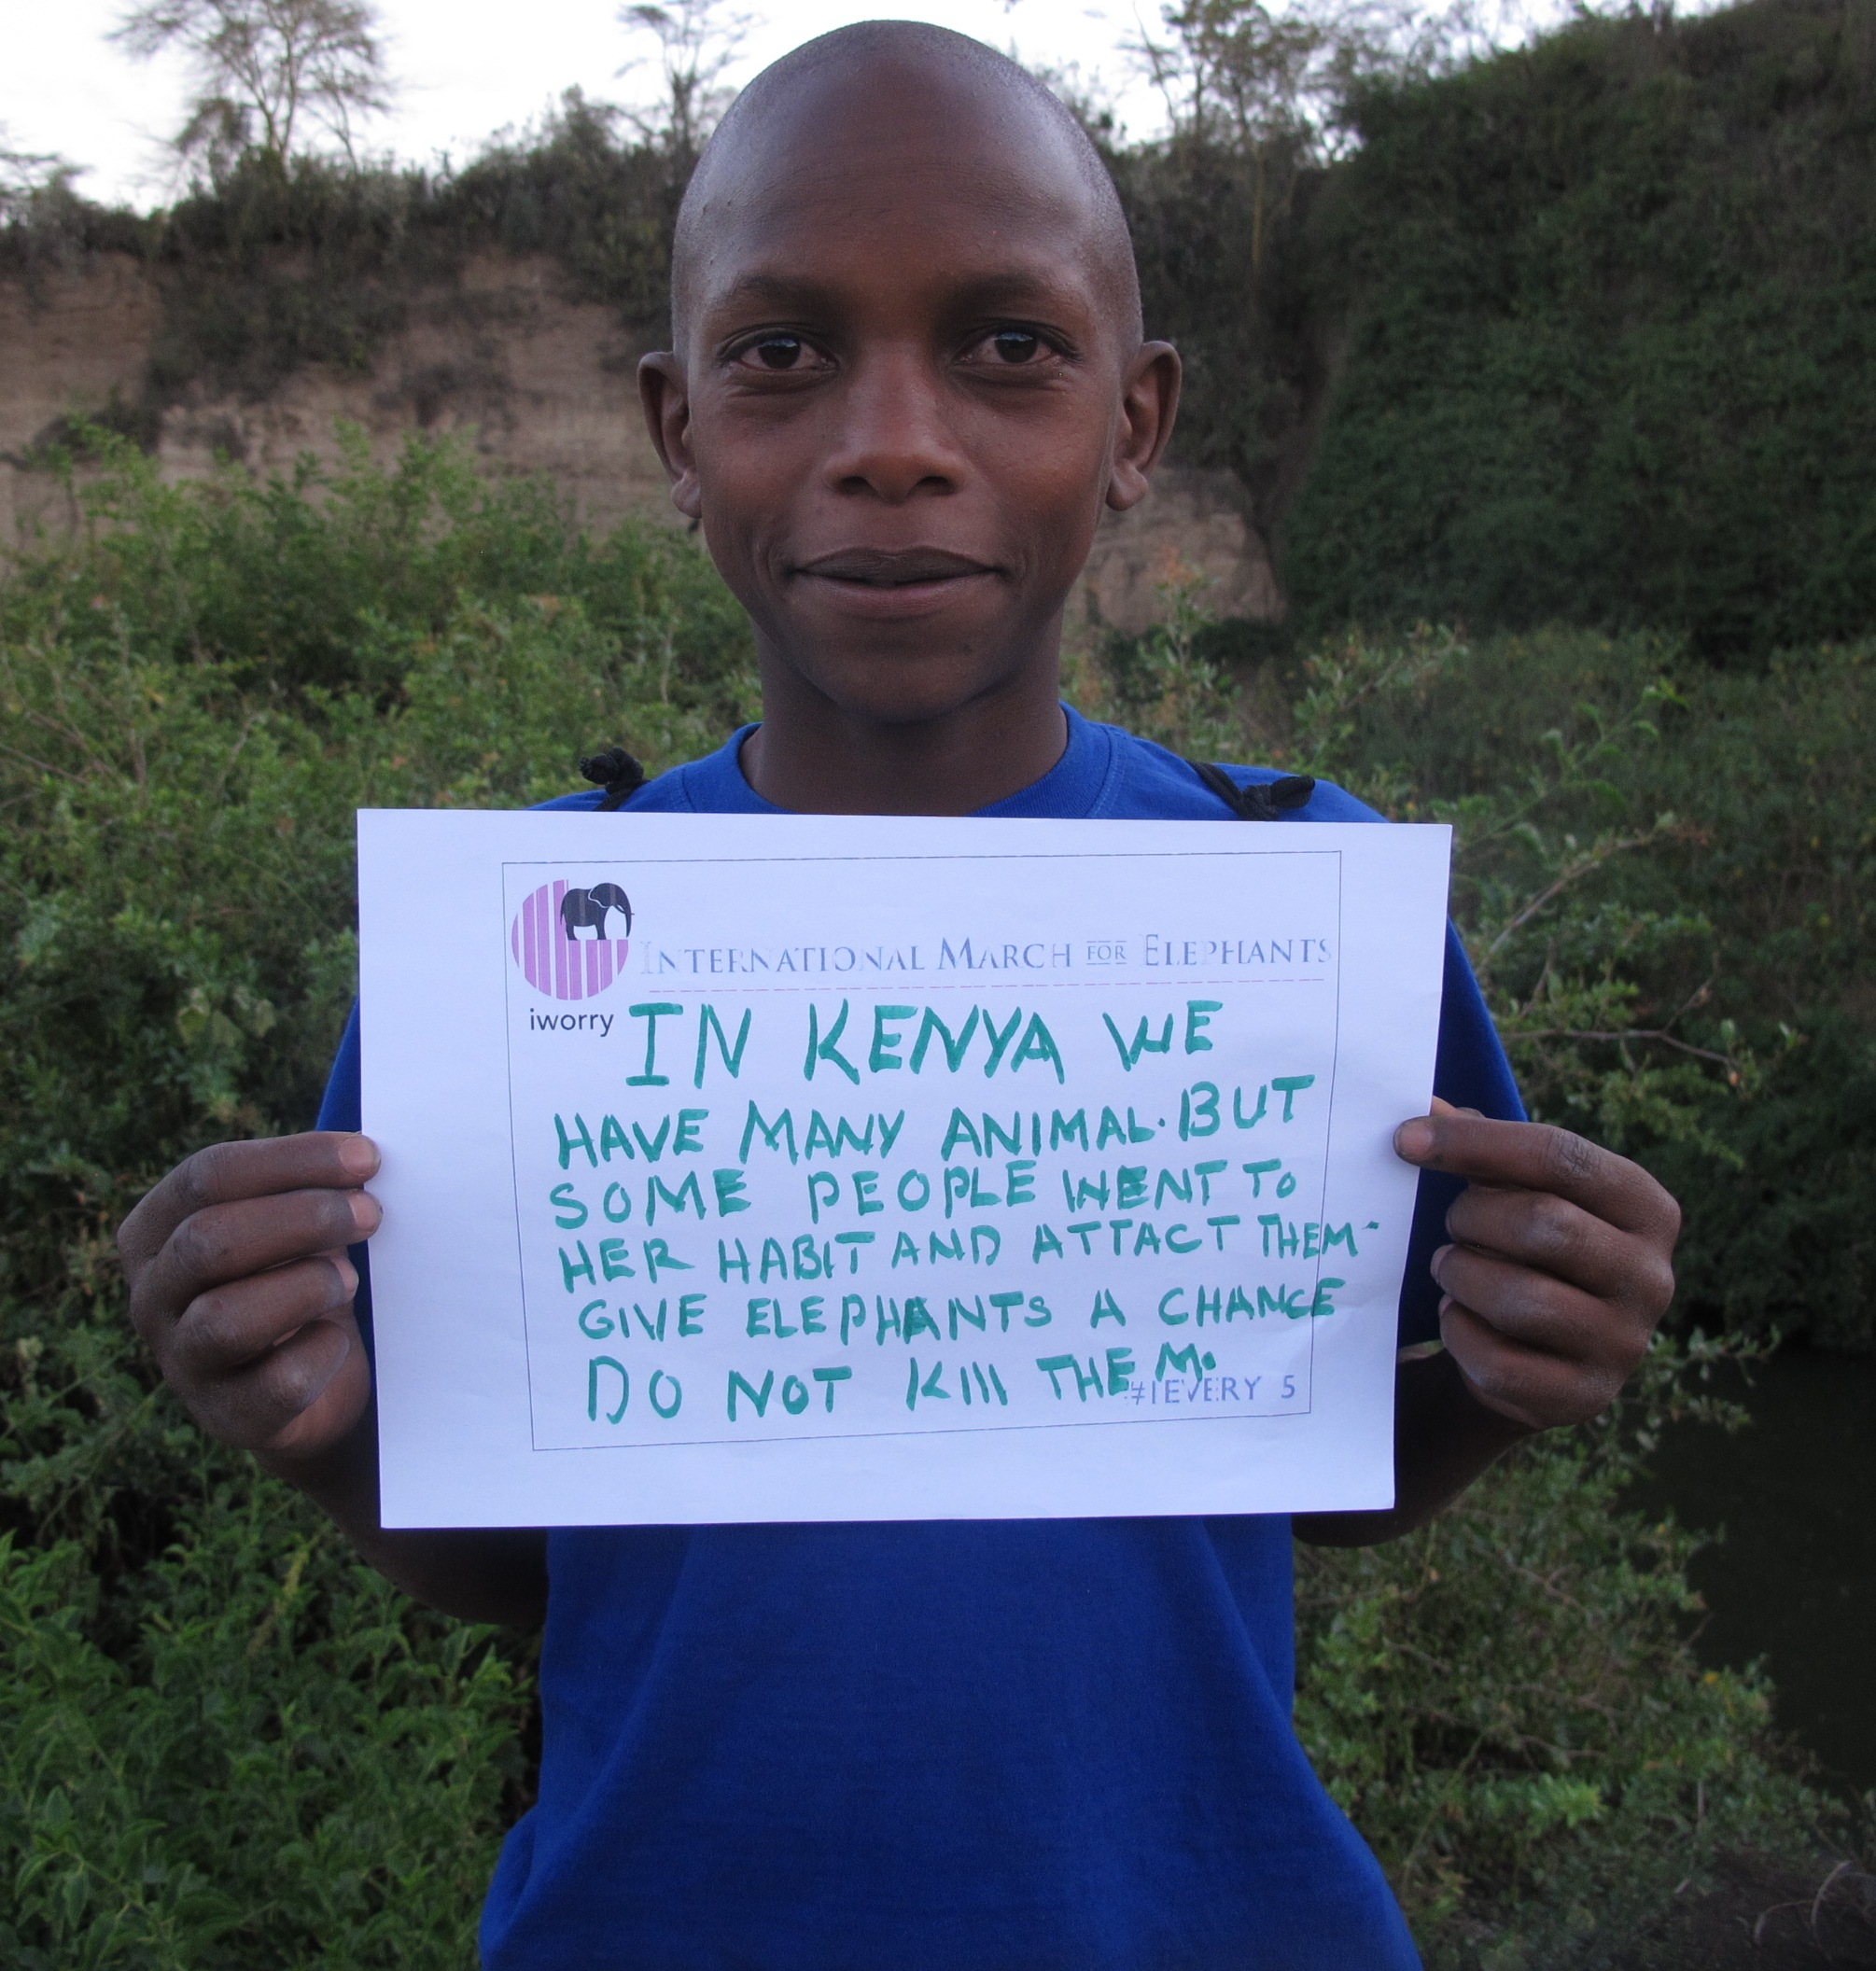 INTERNATIONAL MARCH FOR ELEPHANTS
iworry
IN KENYA WE
HAVE MANY ANIMAL. BUT
SOME PEOPLE WENT TO
HER HABIT AND ATTACT THEM.
GIVE ELEPHANTS A CHANCE
DO NOT KIll THEM.
#1EVERY 5